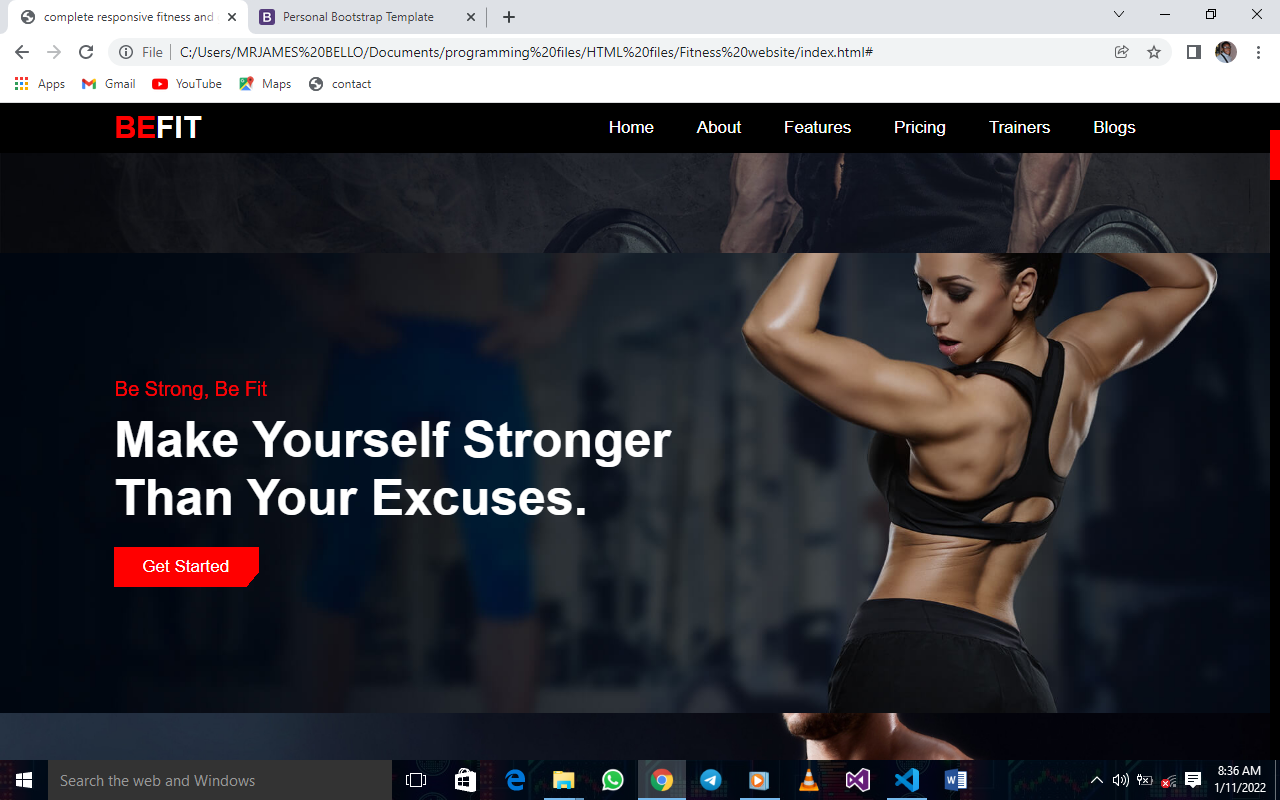 complete responsive fitness and
Personal Bootstrap Template
File
C:/Users/MRJAMES%20BELLO/Documents/programming%20files/HTML%20files/Fitness%20website/index.html#
Apps
Gmail
YouTube
Maps
contact
BEFIT
Home
About
Features
Pricing
Trainers
Blogs
Be Strong, Be Fit
Make Yourself Stronger
Than Your Excuses.
Get Started
Search the web and Windows
8:36 AM
1/11/2022